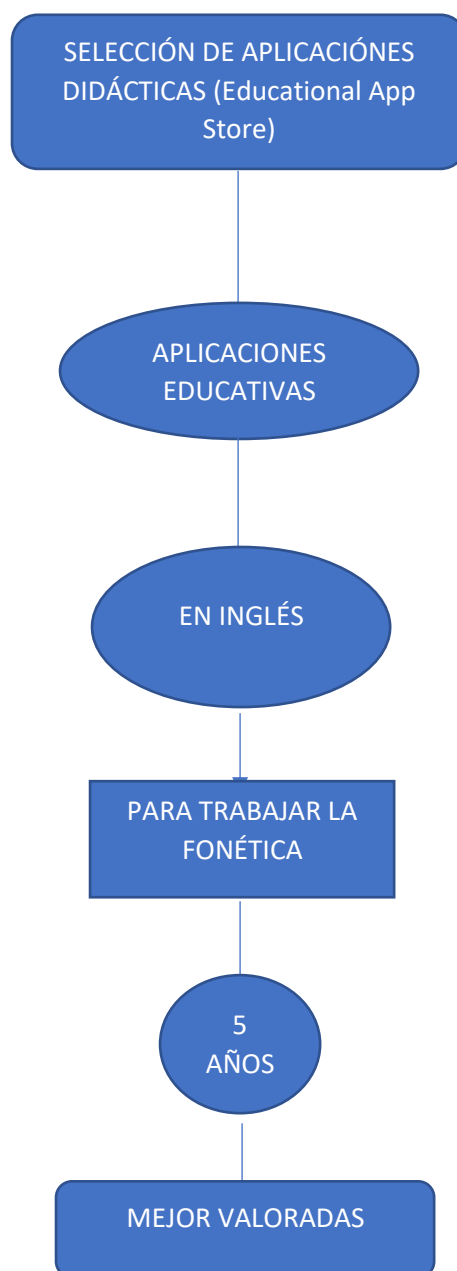 SELECCIÓN DE APLICACIÓNES
DIDÁCTICAS (Educational App
Store)
APLICACIONES
EDUCATIVAS
EN INGLÉS
PARA TRABAJAR LA
FONÉTICA
5
AÑOS
MEJOR VALORADAS